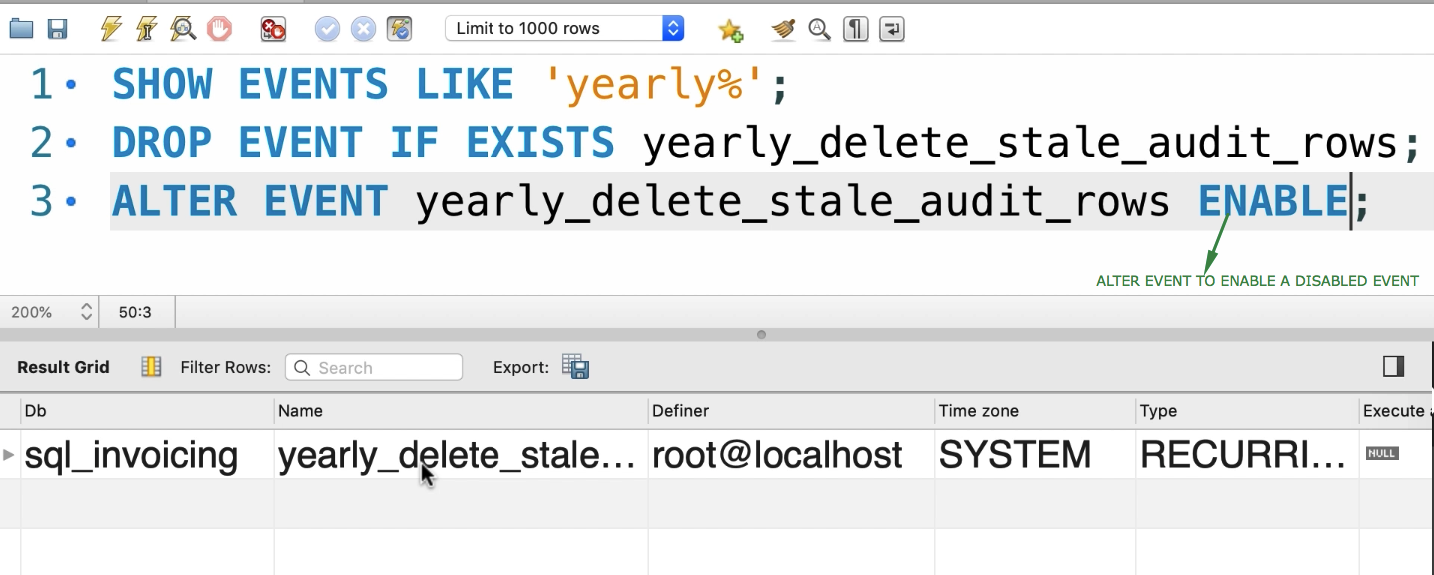 Limit to 1000 rows
1 SHOW EVENTS LIKE 'yearly%';
2 DROP EVENT IF EXISTS yearly_delete_stale_audit_rows;
3 ALTER EVENT yearly_delete_stale_audit_rows ENABLE;
ALTER EVENT TO ENABLE A DISABLED EVENT
200% 50:3
Result Grid Filter Rows: Search Export:
Db Name Definer Time zone Type Execute
sql_invoicing yearly_delete_stale... root@localhost SYSTEM RECURRI... NULL